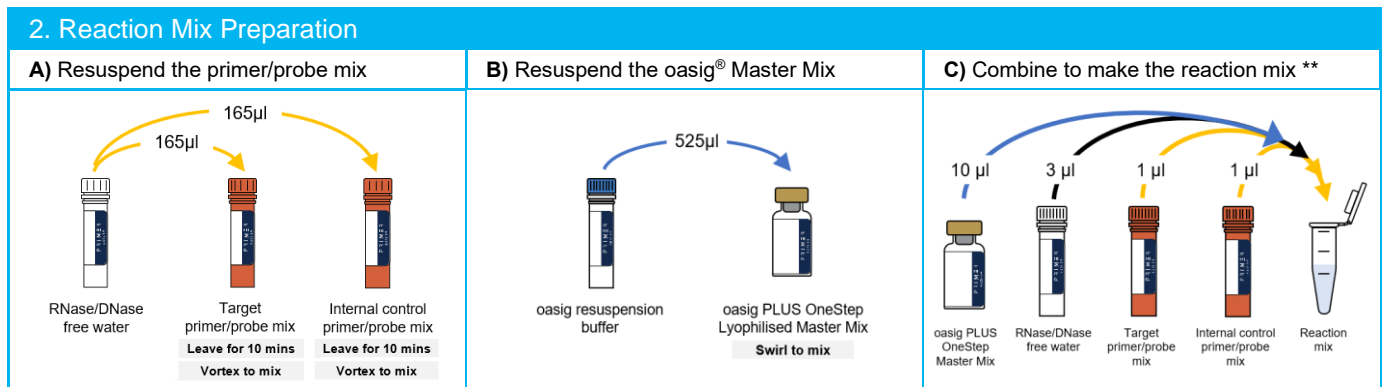 2. Reaction Mix Preparation
A) Resuspend the primer/probe mix
165µl
165µl
RNase/DNase
free water
Target
primer/probe mix
Leave for 10 mins
Vortex to mix
Internal control
primer/probe mix
Leave for 10 mins
Vortex to mix
B) Resuspend the oasig® Master Mix
525µl
oasig resuspension
buffer
oasig PLUS OneStep
Lyophilised Master Mix
Swirl to mix
C) Combine to make the reaction mix **
10 µl
3 µl
1 µl
1 µl
oasig PLUS
OneStep
Master Mix
RNase/DNase
free water
Target
primer/probe
mix
Internal control
primer/probe
mix
Reaction
mix